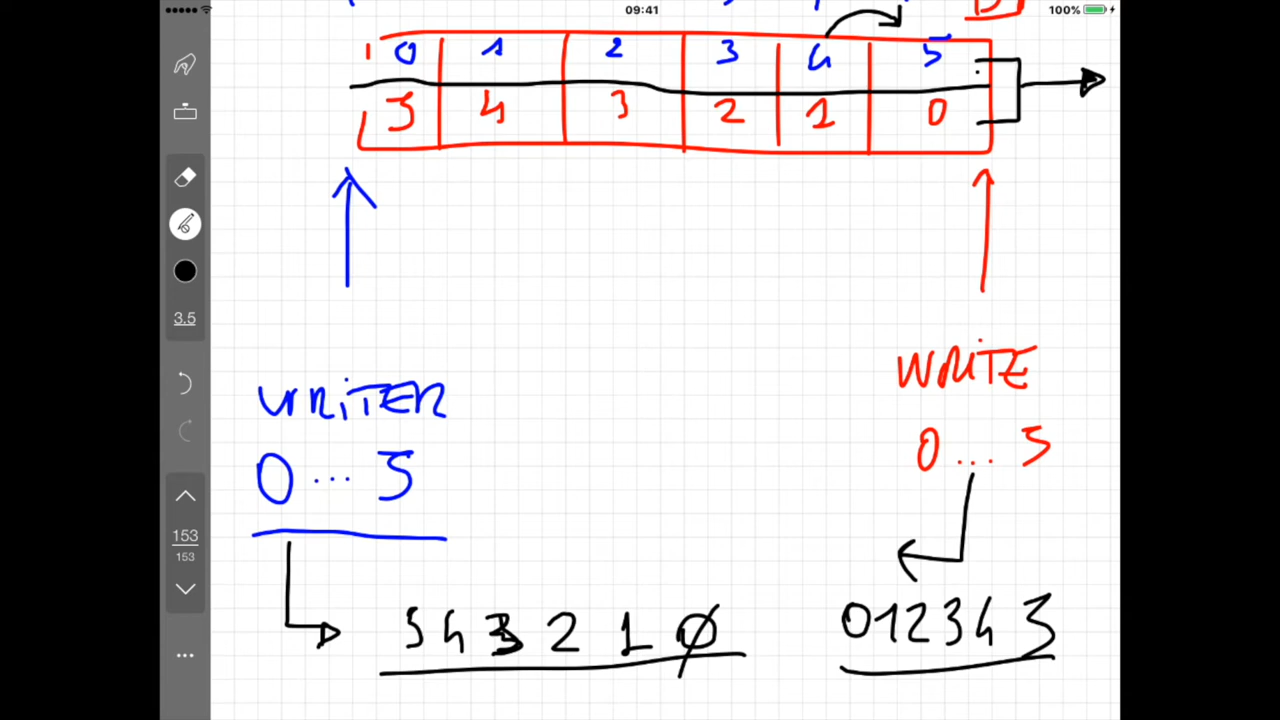 09:41
100%
0 1 2 3 4 5
5 4 3 2 1 0
WRITER
0 ... 5
WRITE
0 ... 5
5 4 3 2 1 0
0 1 2 3 4 5
3.5
153
153